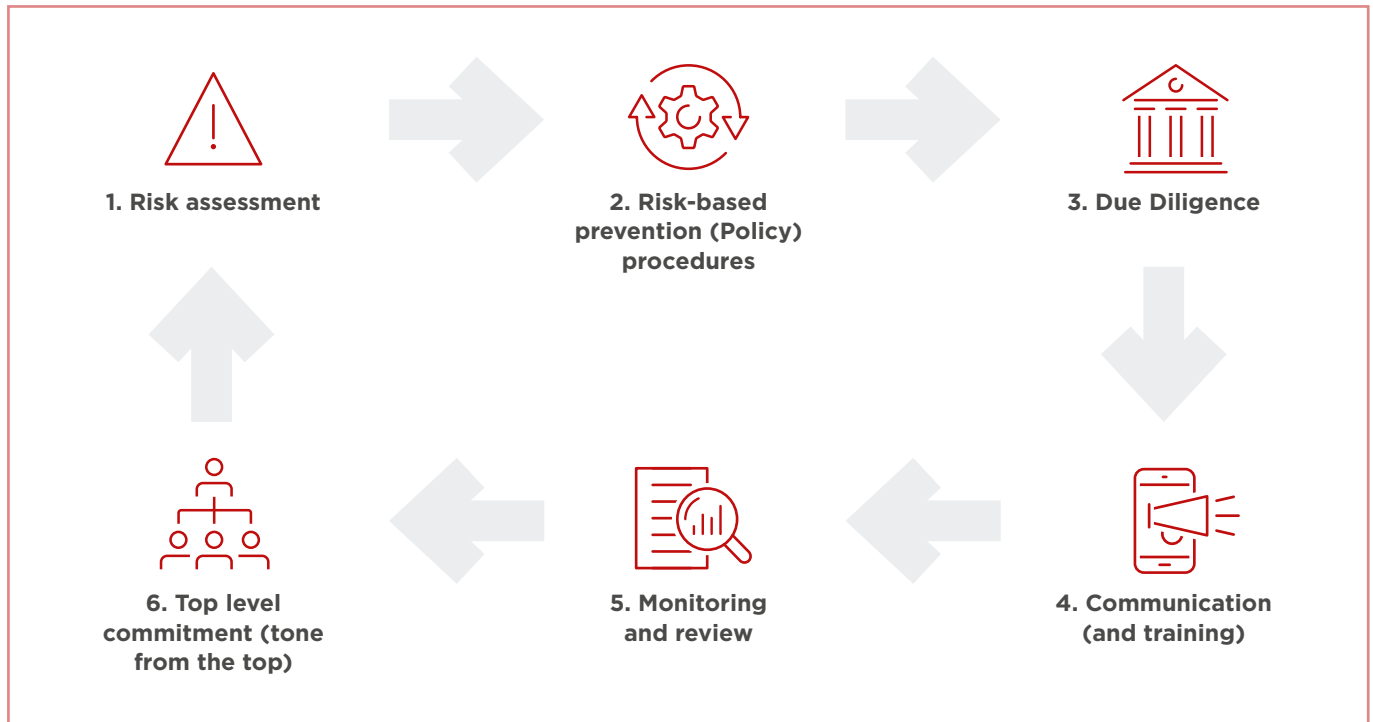 1. Risk assessment
2. Risk-based
prevention (Policy)
procedures
3. Due Diligence
6. Top level
commitment (tone
from the top)
5. Monitoring
and review
4. Communication
(and training)